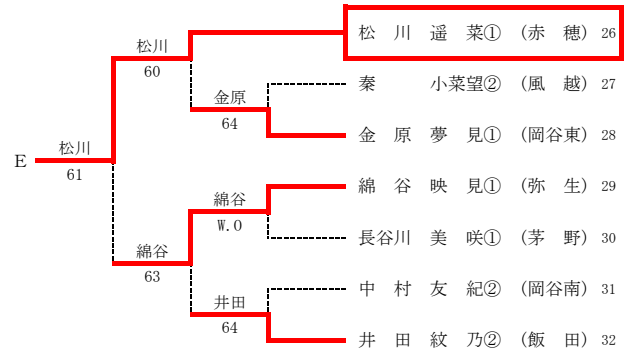 松川 遥菜① (赤穂) 26
松川
60
秦 小菜望② (風越) 27
金原
64
金原夢見① (岡谷東) 28
E
松川
61
綿谷映見① (弥生) 29
綿谷
W.O
長谷川美咲① (茅野) 30
綿谷
63
中村友紀② (岡谷南) 31
井田
64
井田紋乃② (飯田) 32